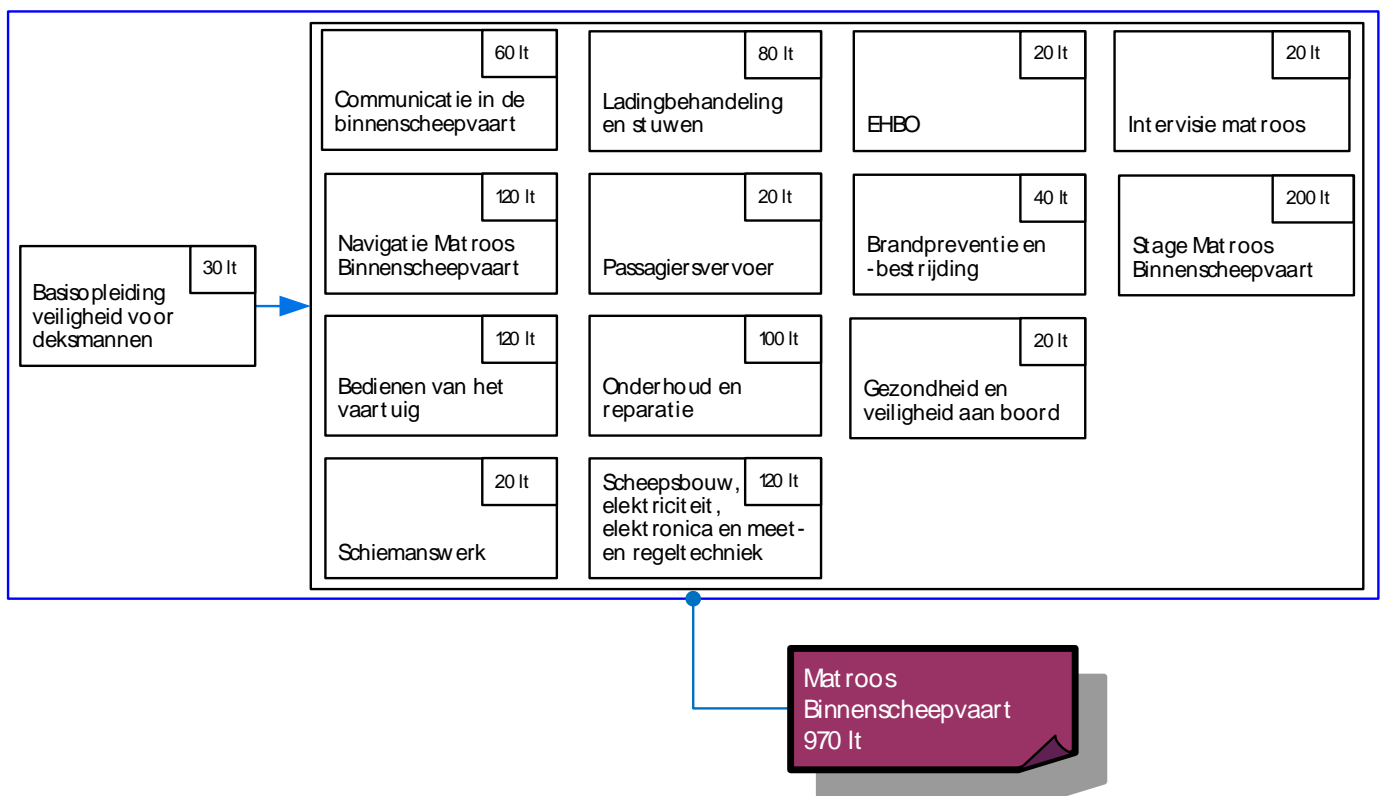 60 lt
Communicatie in de
binnenscheepvaart
80 lt
Ladingbehandeling
en stuwen
20 lt
EHBO
20 lt
Intervisie matroos
120 lt
Navigatie Matroos
Binnenscheepvaart
20 lt
Passagiersvervoer
40 lt
Brandpreventie en
-bestrijding
200 lt
Stage Matroos
Binnenscheepvaart
30 lt
Basisopleiding
veiligheid voor
deksmannen
120 lt
Bedienen van het
vaartuig
100 lt
Onderhoud en
reparatie
20 lt
Gezondheid en
veiligheid aan boord
20 lt
Schiemanswerk
120 lt
Scheepsbouw,
elektriciteit,
elektronica en meet-
en regeltechniek
Matroos
Binnenscheepvaart
970 lt